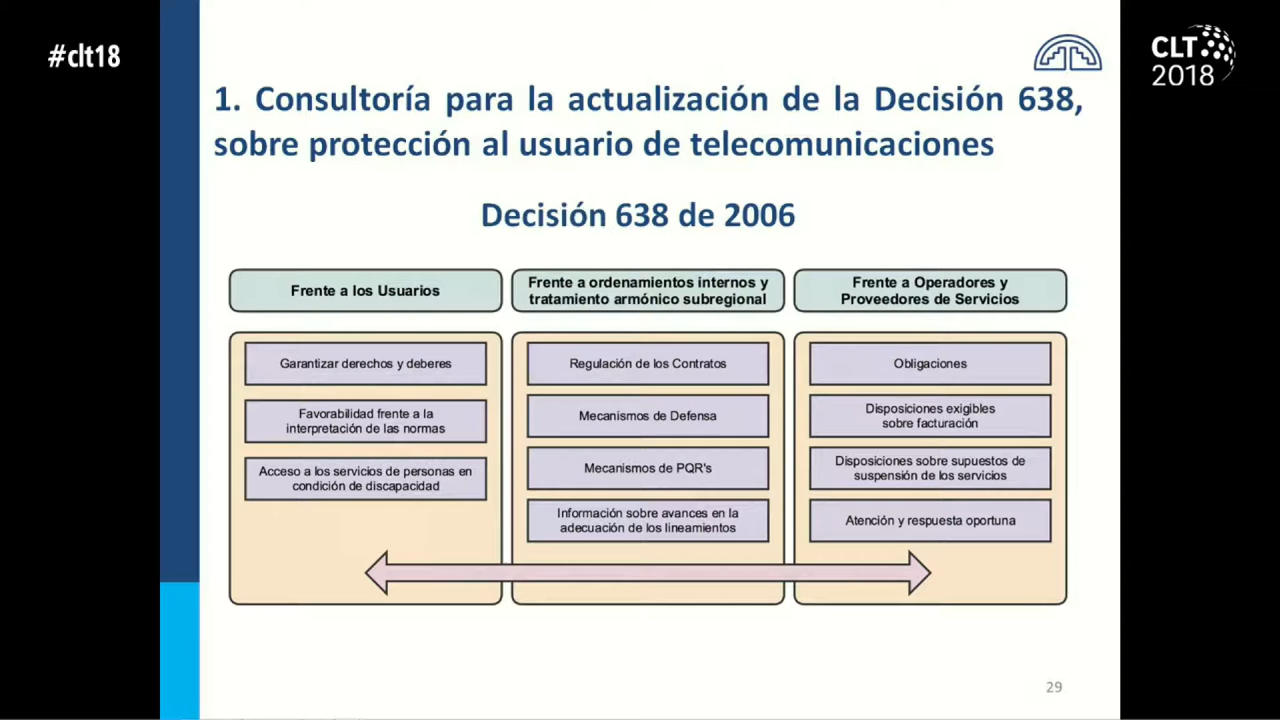 #clt18
CLT
2018
1. Consultoría para la actualización de la Decisión 638,
sobre protección al usuario de telecomunicaciones
Decisión 638 de 2006
Frente a los Usuarios
Garantizar derechos y deberes
Favorabilidad frente a la
interpretación de las normas
Acceso a los servicios de personas en
condición de discapacidad
Frente a ordenamientos internos y
tratamiento armónico subregional
Regulación de los Contratos
Mecanismos de Defensa
Mecanismos de PQR's
Información sobre avances en la
adecuación de los lineamientos
Frente a Operadores y
Proveedores de Servicios
Obligaciones
Disposiciones exigibles
sobre facturación
Disposiciones sobre supuestos de
suspensión de los servicios
Atención y respuesta oportuna
29